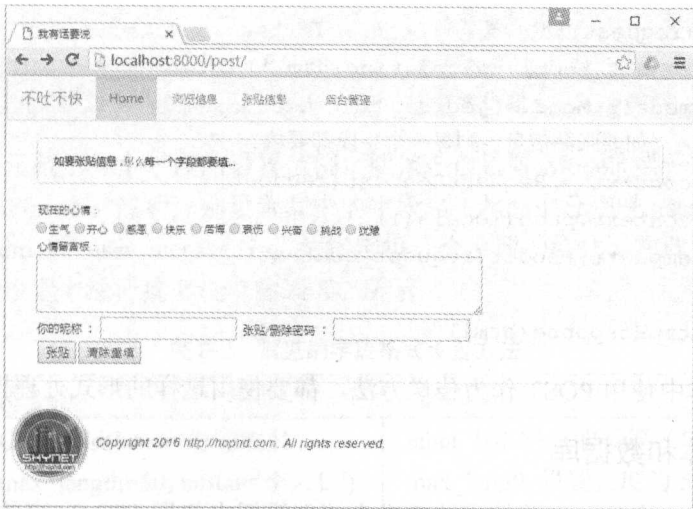 我有话要说
localhost:8000/post/
不吐不快 Home 浏览信息 张贴信息 后台管理
如要张贴信息，那么每一个字段都要填...
现在的心情：
生气 开心 感恩 快乐 哀伤 兴奋 挑战 犹豫
心情留言板：
你的昵称： 张贴/删除密码：
张贴 清除重填
SKYNET
Copyright 2016 http://hophd.com. All rights reserved.